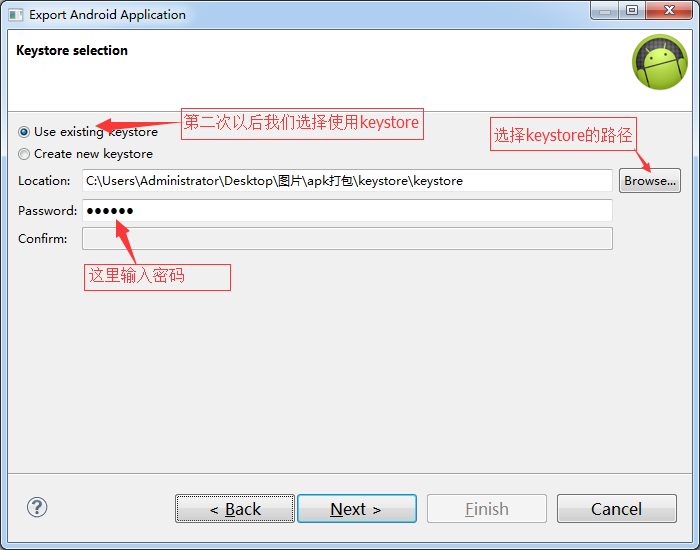 Export Android Application
Keystore selection
第二次以后我们选择使用keystore
Use existing keystore
选择keystore的路径
Create new keystore
Location: C:\Users\Administrator\Desktop\图片\apk打包\keystore\keystore Browse...
Password: ●●●●●●
Confirm:
这里输入密码
? < Back Next > Finish Cancel